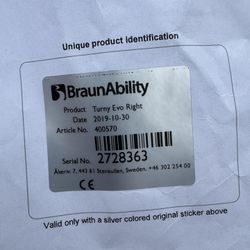 Unique product identification
BraunAbility
Product Turny Evo Right
Date 2019-10-30
Article No. 400570
Serial No. 2728363
Åkerv. 7, 443 61 Stenkullen, Sweden, +46 302 254 00
CE
Valid only with a silver colored original sticker above